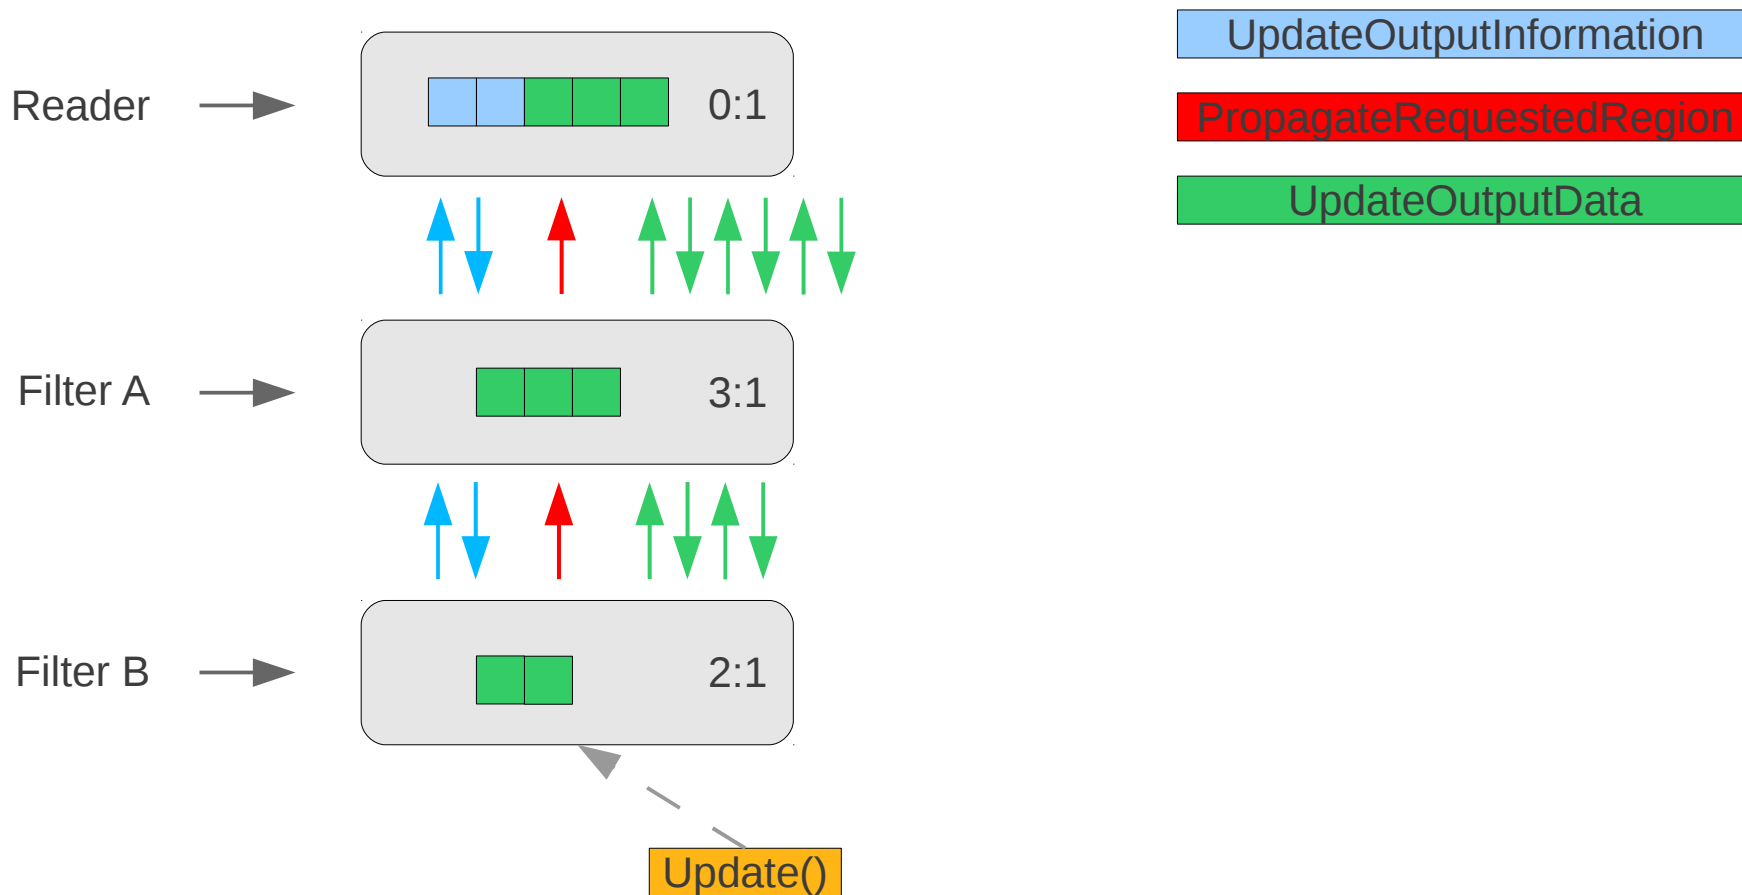 UpdateOutputInformation
Reader
0:1
PropagateRequestedRegion
UpdateOutputData
Filter A
3:1
Filter B
2:1
Update()